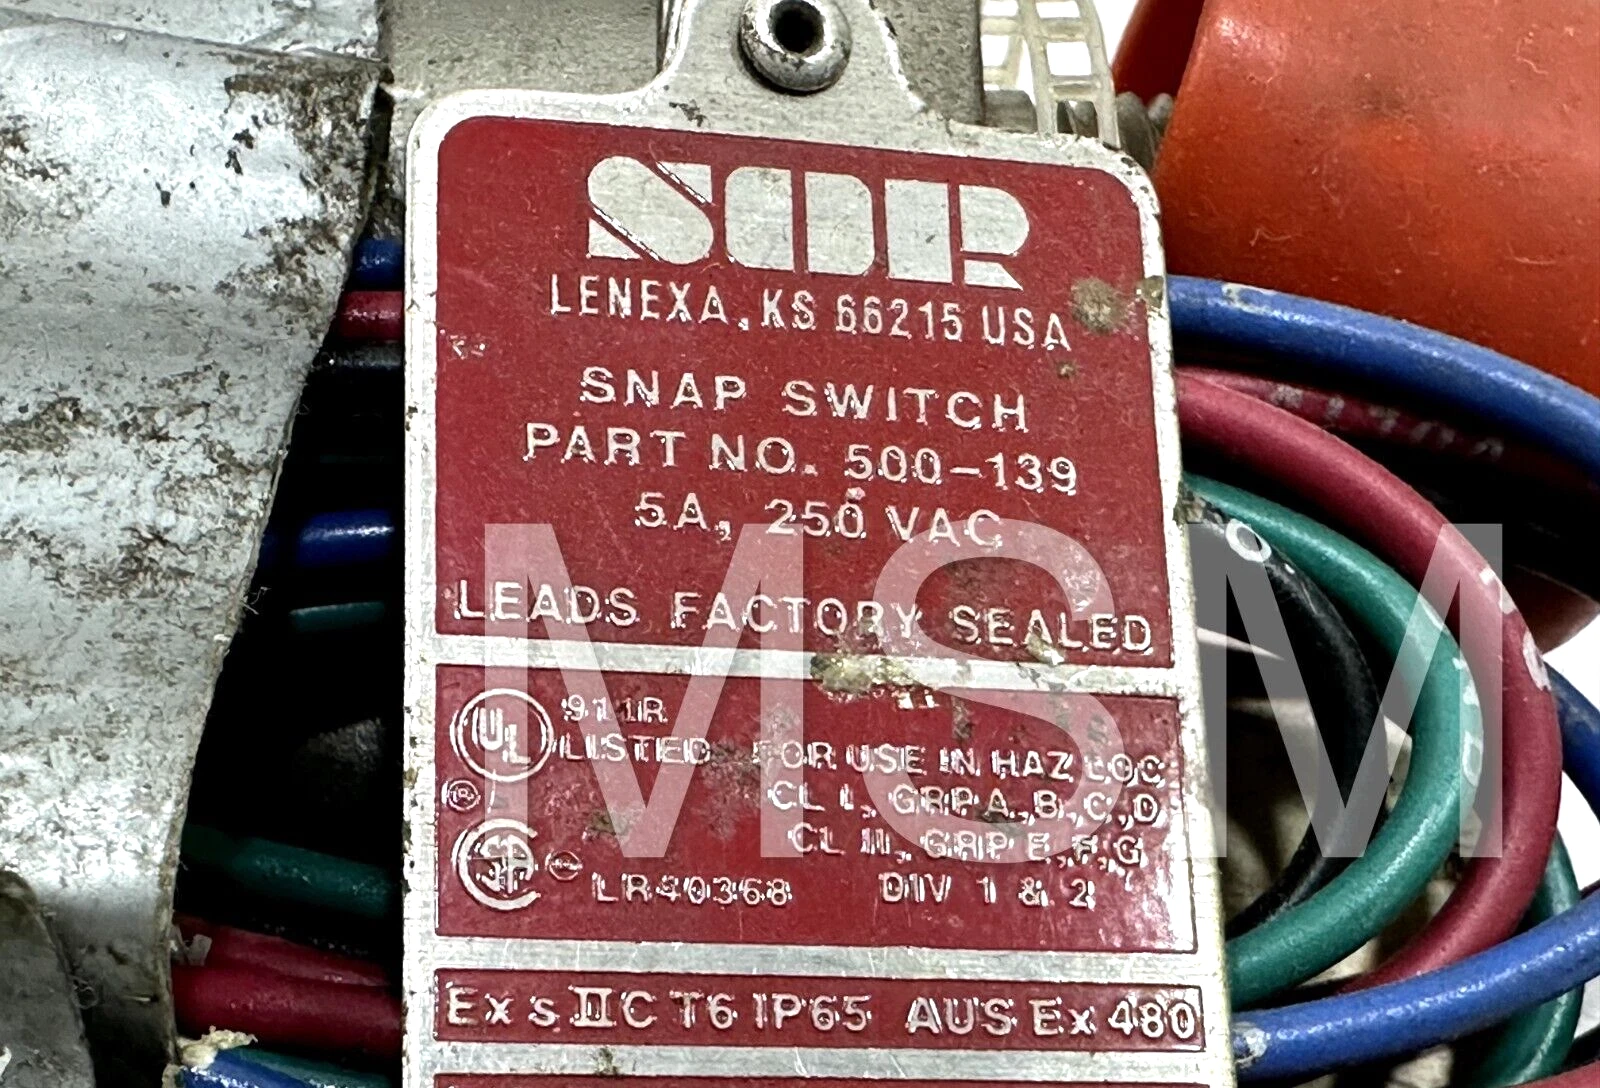 SOR
LENEXA, KS 66215 USA
SNAP SWITCH
PART NO. 500-139
5A, 250 VAC
LEADS FACTORY SEALED
UL
911R
LISTED FOR USE IN HAZ LOC
CL I, GRP A, B, C, D
CL II, GRP E, F, G
LR40368 DIV 1 & 2
Ex s IIC T6 IP65 AUS Ex 480
MSM